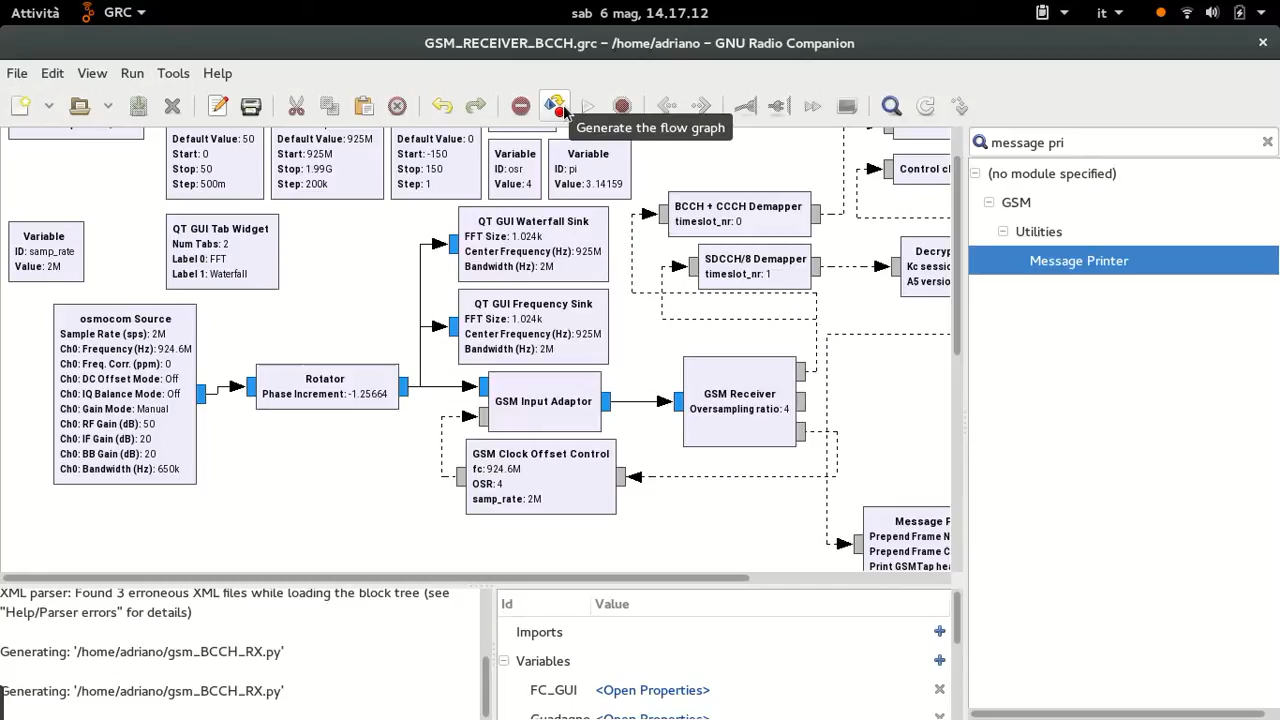 Attività
GRC
sab 6 mag, 14.17.12
it
GSM_RECEIVER_BCCH.grc – /home/adriano – GNU Radio Companion
File Edit View Run Tools Help
Generate the flow graph
message pri
(no module specified)
GSM
Utilities
Message Printer
Default Value: 50
Start: 0
Stop: 50
Step: 500m
Default Value: 925M
Start: 925M
Stop: 1.99G
Step: 200k
Default Value: 0
Start: -150
Stop: 150
Step: 1
Variable
ID: osr
Value: 4
Variable
ID: pi
Value: 3.14159
Control c
BCCH + CCCH Demapper
timeslot_nr: 0
SDCCH/8 Demapper
timeslot_nr: 1
Decry
Kc sessi
A5 versio
Variable
ID: samp_rate
Value: 2M
QT GUI Tab Widget
Num Tabs: 2
Label 0: FFT
Label 1: Waterfall
QT GUI Waterfall Sink
FFT Size: 1.024k
Center Frequency (Hz): 925M
Bandwidth (Hz): 2M
QT GUI Frequency Sink
FFT Size: 1.024k
Center Frequency (Hz): 925M
Bandwidth (Hz): 2M
osmocom Source
Sample Rate (sps): 2M
Ch0: Frequency (Hz): 924.6M
Ch0: Freq. Corr. (ppm): 0
Ch0: DC Offset Mode: Off
Ch0: IQ Balance Mode: Off
Ch0: Gain Mode: Manual
Ch0: RF Gain (dB): 50
Ch0: IF Gain (dB): 20
Ch0: BB Gain (dB): 20
Ch0: Bandwidth (Hz): 650k
Rotator
Phase Increment: -1.25664
GSM Input Adaptor
GSM Receiver
Oversampling ratio: 4
GSM Clock Offset Control
fc: 924.6M
OSR: 4
samp_rate: 2M
Message P
Prepend Frame N
Prepend Frame C
Print GSMTap hea
XML parser: Found 3 erroneous XML files while loading the block tree (see
"Help/Parser errors" for details)
Generating: '/home/adriano/gsm_BCCH_RX.py'
Generating: '/home/adriano/gsm_BCCH_RX.py'
Id Value
Imports
Variables
FC_GUI <Open Properties>